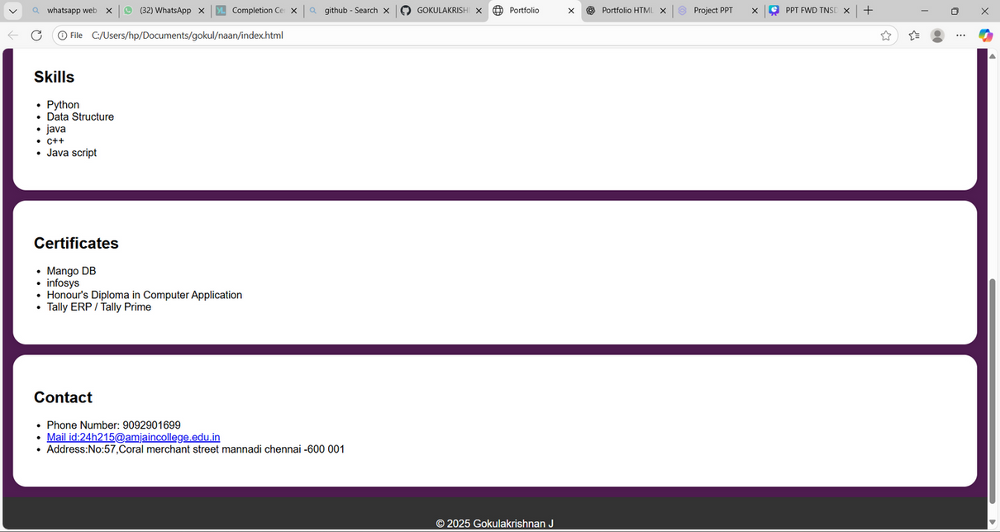 whatsapp web
(32) WhatsApp
Completion Ce
github - Search
GOKULAKRISH
Portfolio
Portfolio HTML
Project PPT
PPT FWD TNSD
File C:/Users/hp/Documents/gokul/naan/index.html
Skills
Python
Data Structure
java
c++
Java script
Certificates
Mango DB
infosys
Honour's Diploma in Computer Application
Tally ERP / Tally Prime
Contact
Phone Number: 9092901699
Mail id:24h215@amjaincollege.edu.in
Address:No:57,Coral merchant street mannadi chennai -600 001
© 2025 Gokulakrishnan J